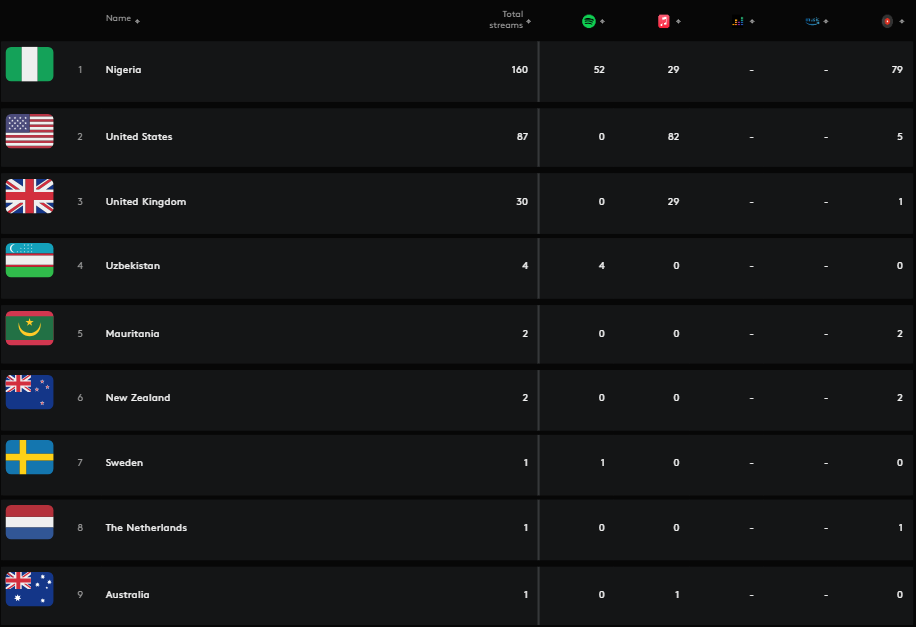 Name Total streams
1 Nigeria 160 52 29 - - 79
2 United States 87 0 82 - - 5
3 United Kingdom 30 0 29 - - 1
4 Uzbekistan 4 4 0 - - 0
5 Mauritania 2 0 0 - - 2
6 New Zealand 2 0 0 - - 2
7 Sweden 1 1 0 - - 0
8 The Netherlands 1 0 0 - - 1
9 Australia 1 0 1 - - 0